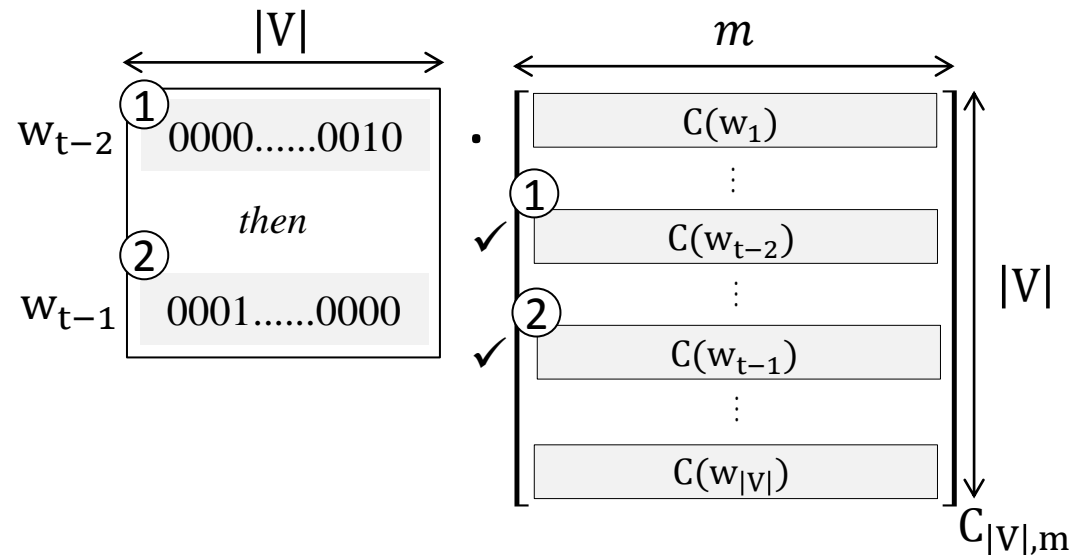 |V|
m
① 
w_{t−2} 0000......0010 · C(w_1)
⋮
①
then ✓ C(w_{t−2})
② ⋮ |V|
②
w_{t−1} 0001......0000 ✓ C(w_{t−1})
⋮
C(w_{|V|})
C_{|V|,m}